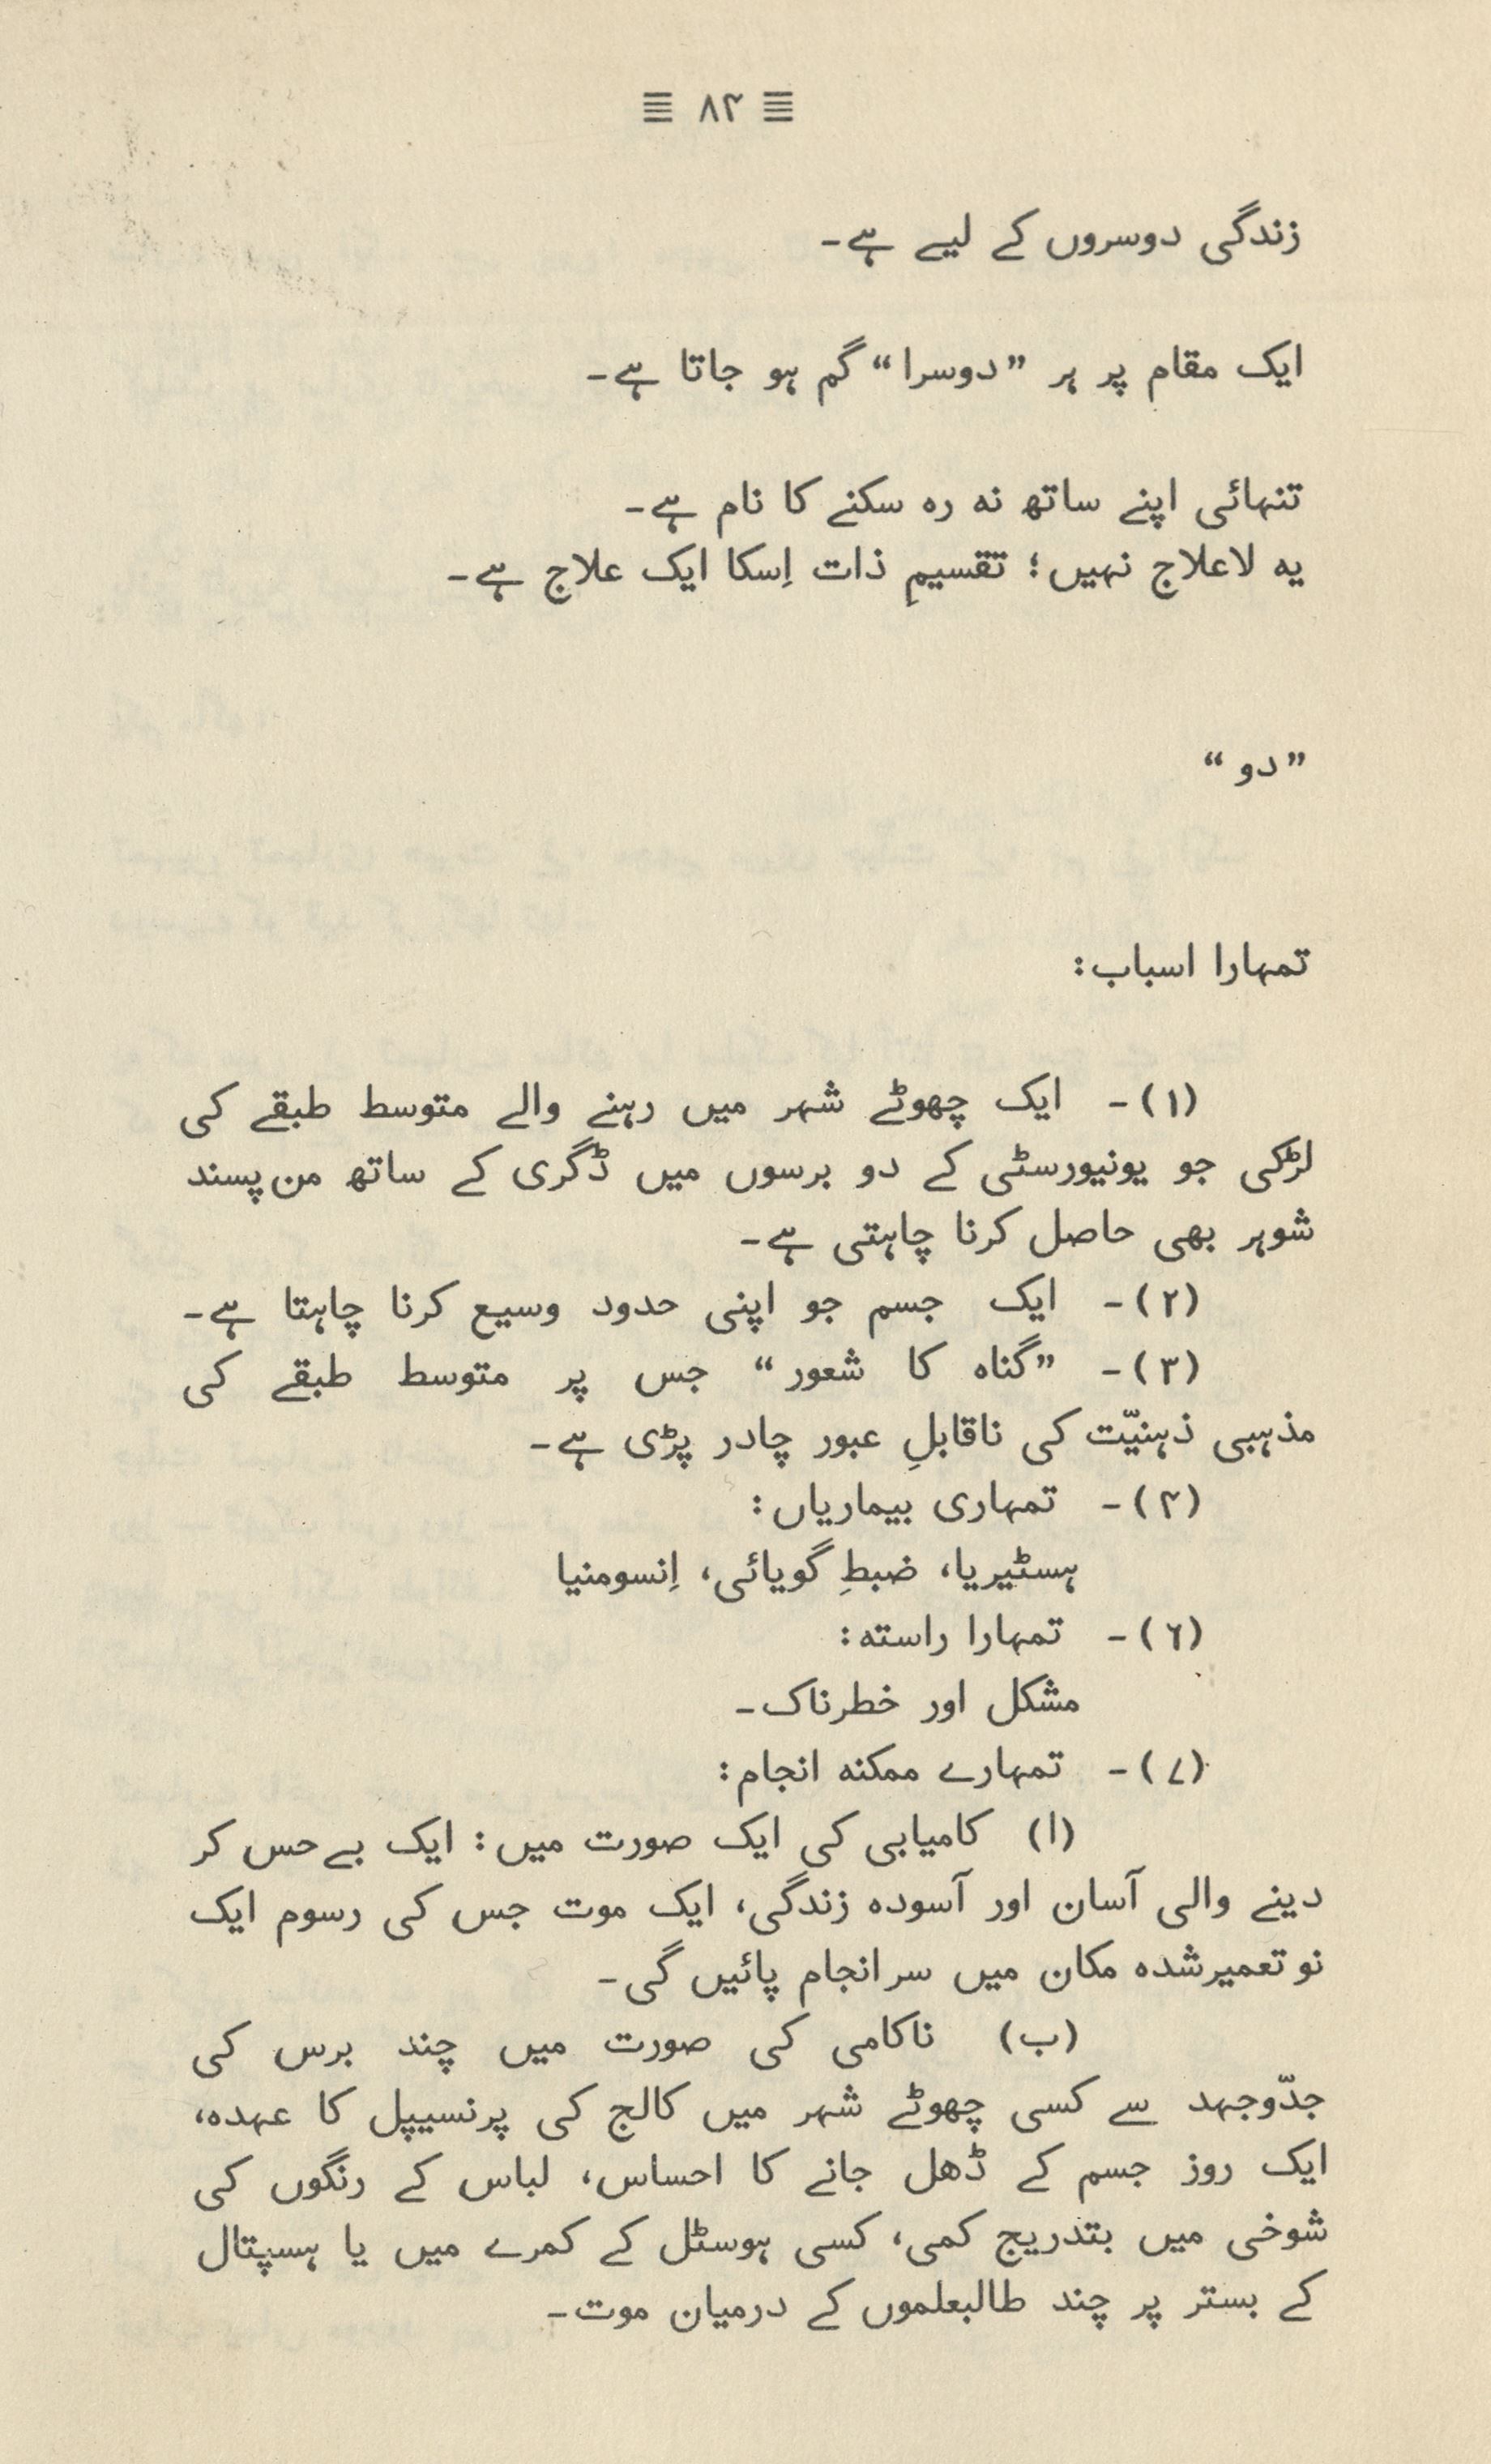 ≡ ۸۲ ≡
زندگی دوسروں کے لیے ہے۔
ایک مقام پر ہر ”دوسرا“ گم ہو جاتا ہے۔
تنہائی اپنے ساتھ نہ رہ سکنے کا نام ہے۔
یہ لاعلاج نہیں؛ تقسیمِ ذات اِسکا ایک علاج ہے۔
”دو“
تمہارا اسباب:
(۱)۔ ایک چھوٹے شہر میں رہنے والے متوسط طبقے کی
لڑکی جو یونیورسٹی کے دو برسوں میں ڈگری کے ساتھ من پسند
شوہر بھی حاصل کرنا چاہتی ہے۔
(۲)۔ ایک جسم جو اپنی حدود وسیع کرنا چاہتا ہے۔
(۳)۔ ”گناہ کا شعور“ جس پر متوسط طبقے کی
مذہبی ذہنیّت کی ناقابلِ عبور چادر پڑی ہے۔
(۴)۔ تمہاری بیماریاں:
ہسٹیریا، ضبطِ گویائی، اِنسومنیا
(۶)۔ تمہارا راستہ:
مشکل اور خطرناک۔
(۷)۔ تمہارے ممکنہ انجام:
(ا) کامیابی کی ایک صورت میں: ایک بے حس کر
دینے والی آسان اور آسودہ زندگی، ایک موت جس کی رسوم ایک
نو تعمیرشدہ مکان میں سرانجام پائیں گی۔
(ب) ناکامی کی صورت میں چند برس کی
جدّوجہد سے کسی چھوٹے شہر میں کالج کی پرنسیپل کا عہدہ،
ایک روز جسم کے ڈھل جانے کا احساس، لباس کے رنگوں کی
شوخی میں بتدریج کمی، کسی ہوسٹل کے کمرے میں یا ہسپتال
کے بستر پر چند طالبعلموں کے درمیان موت۔